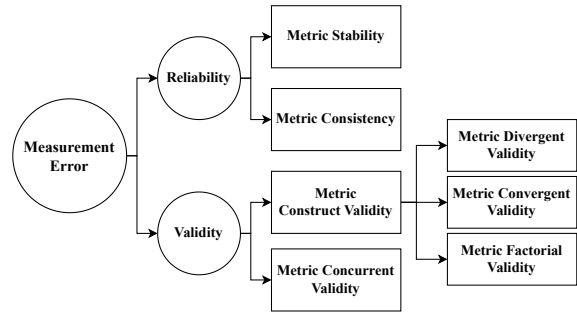 Measurement
Error
Reliability
Metric Stability
Metric Consistency
Validity
Metric
Construct Validity
Metric Concurrent
Validity
Metric Divergent
Validity
Metric Convergent
Validity
Metric Factorial
Validity